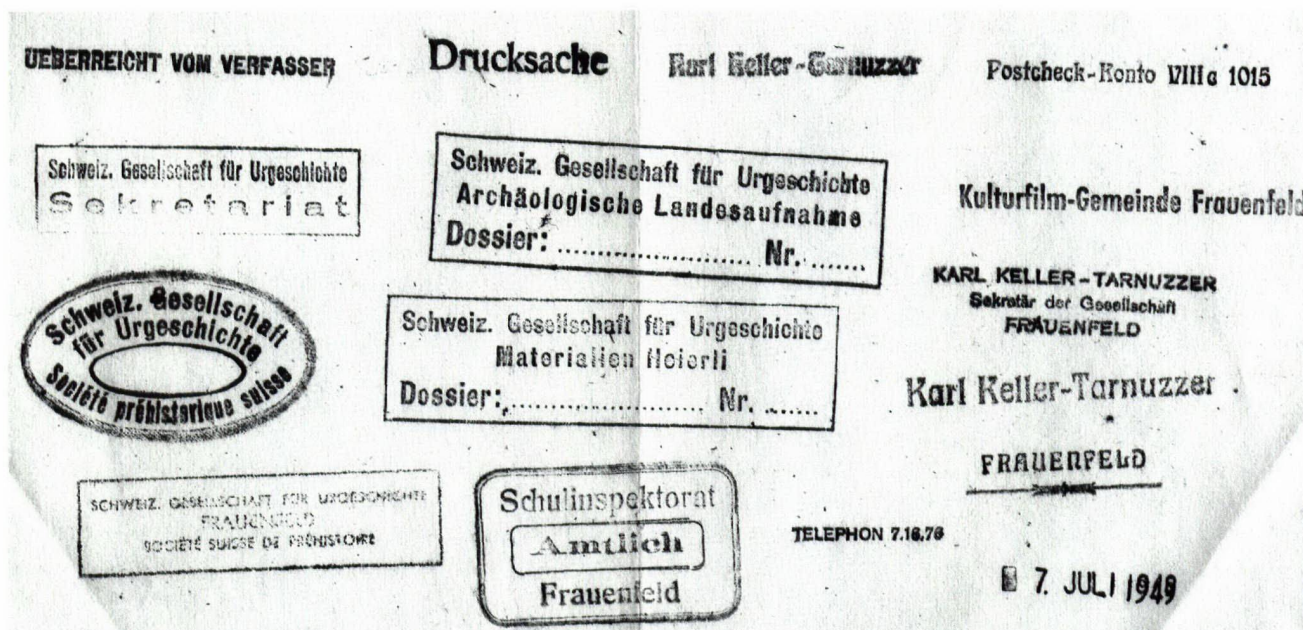 UEBERREICHT VOM VERFASSER
Drucksache
Karl Keller-Tarnuzzer
Postcheck-Konto VIII c 1015
Schweiz. Gesellschaft für Urgeschichte
Sekretariat
Schweiz. Gesellschaft für Urgeschichte
Archäologische Landesaufnahme
Dossier: .................... Nr. .......
Kulturfilm-Gemeinde Frauenfeld
Schweiz. Gesellschaft
für Urgeschichte
Société préhistorique suisse
Schweiz. Gesellschaft für Urgeschichte
Materialien Heierli
Dossier: .................... Nr. ......
KARL KELLER-TARNUZZER
Sekretär der Gesellschaft
FRAUENFELD
Karl Keller-Tarnuzzer
FRAUENFELD
SCHWEIZ. GESELLSCHAFT FÜR URGESCHICHTE
FRAUENFELD
SOCIÉTÉ SUISSE DE PRÉHISTOIRE
Schulinspektorat
Amtlich
Frauenfeld
TELEPHON 7.16.76
7. JULI 1949